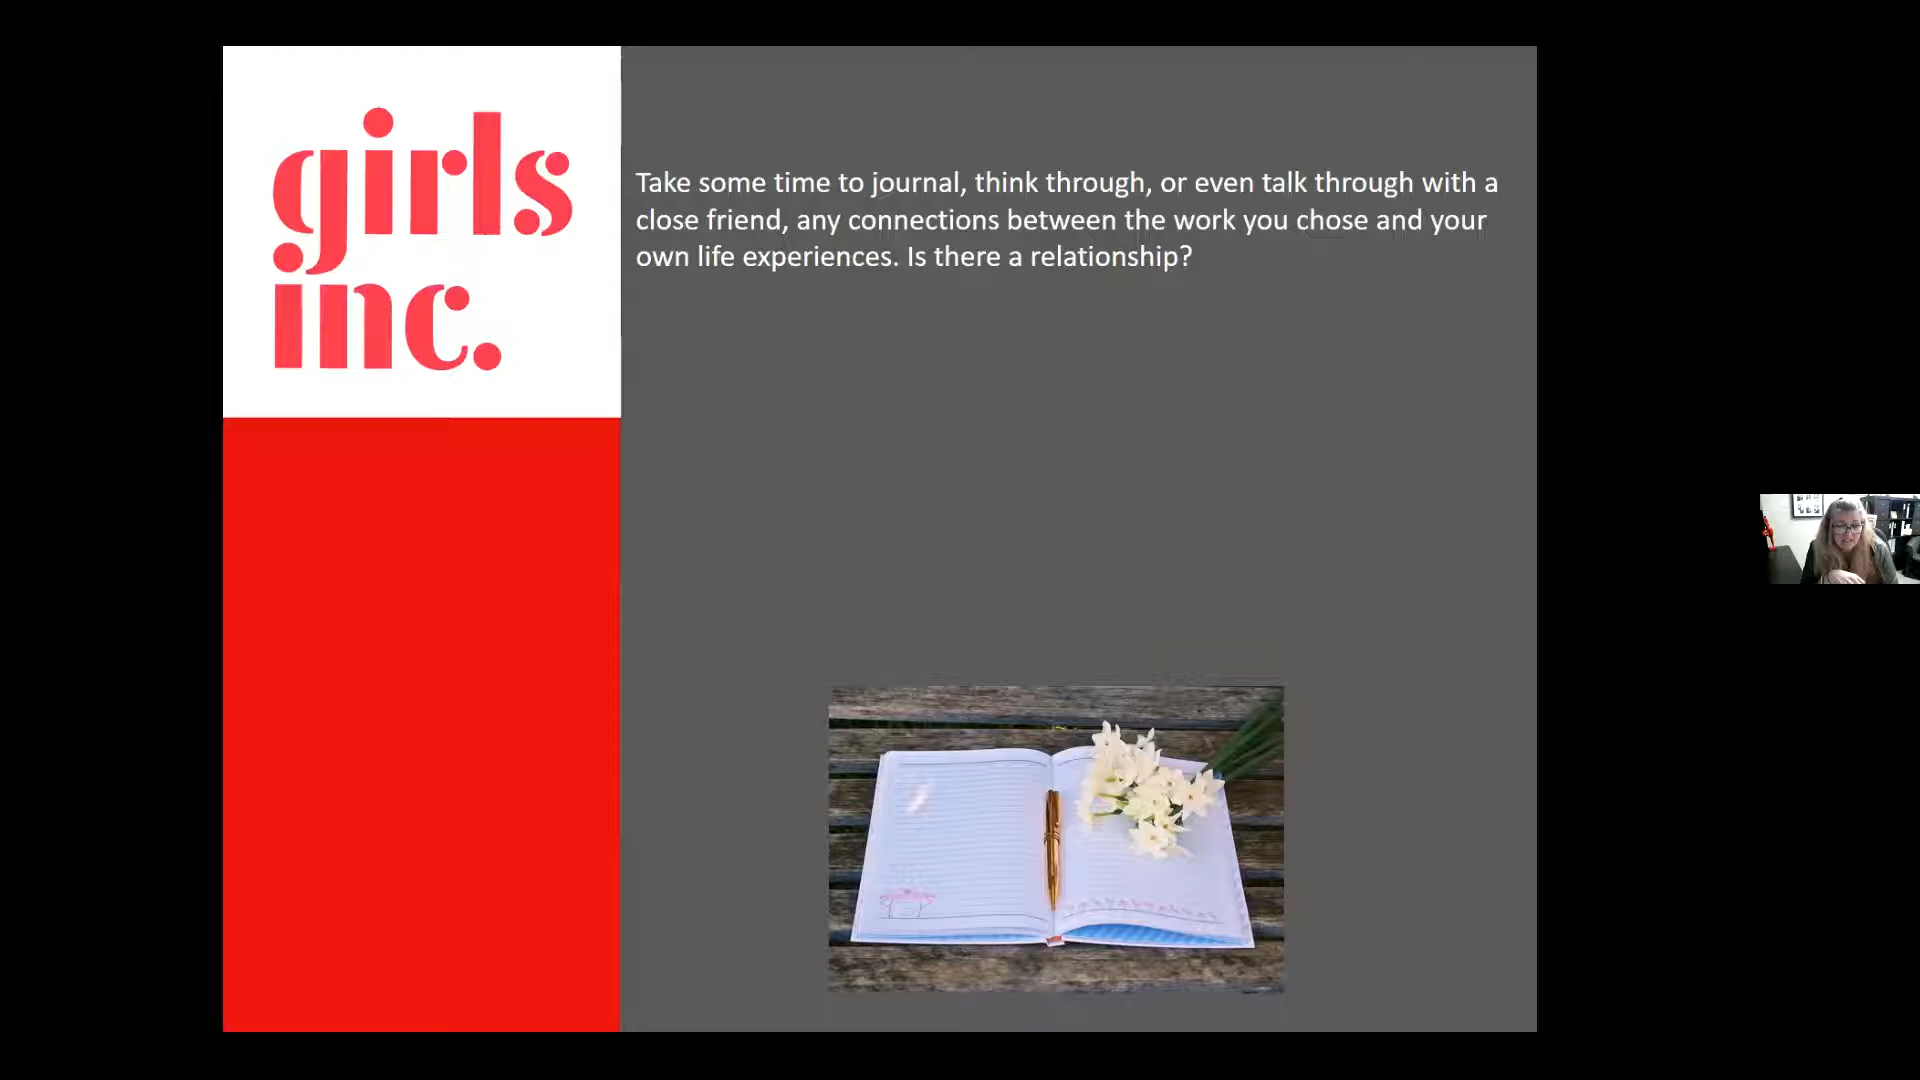 girls
inc.
Take some time to journal, think through, or even talk through with a
close friend, any connections between the work you chose and your
own life experiences. Is there a relationship?